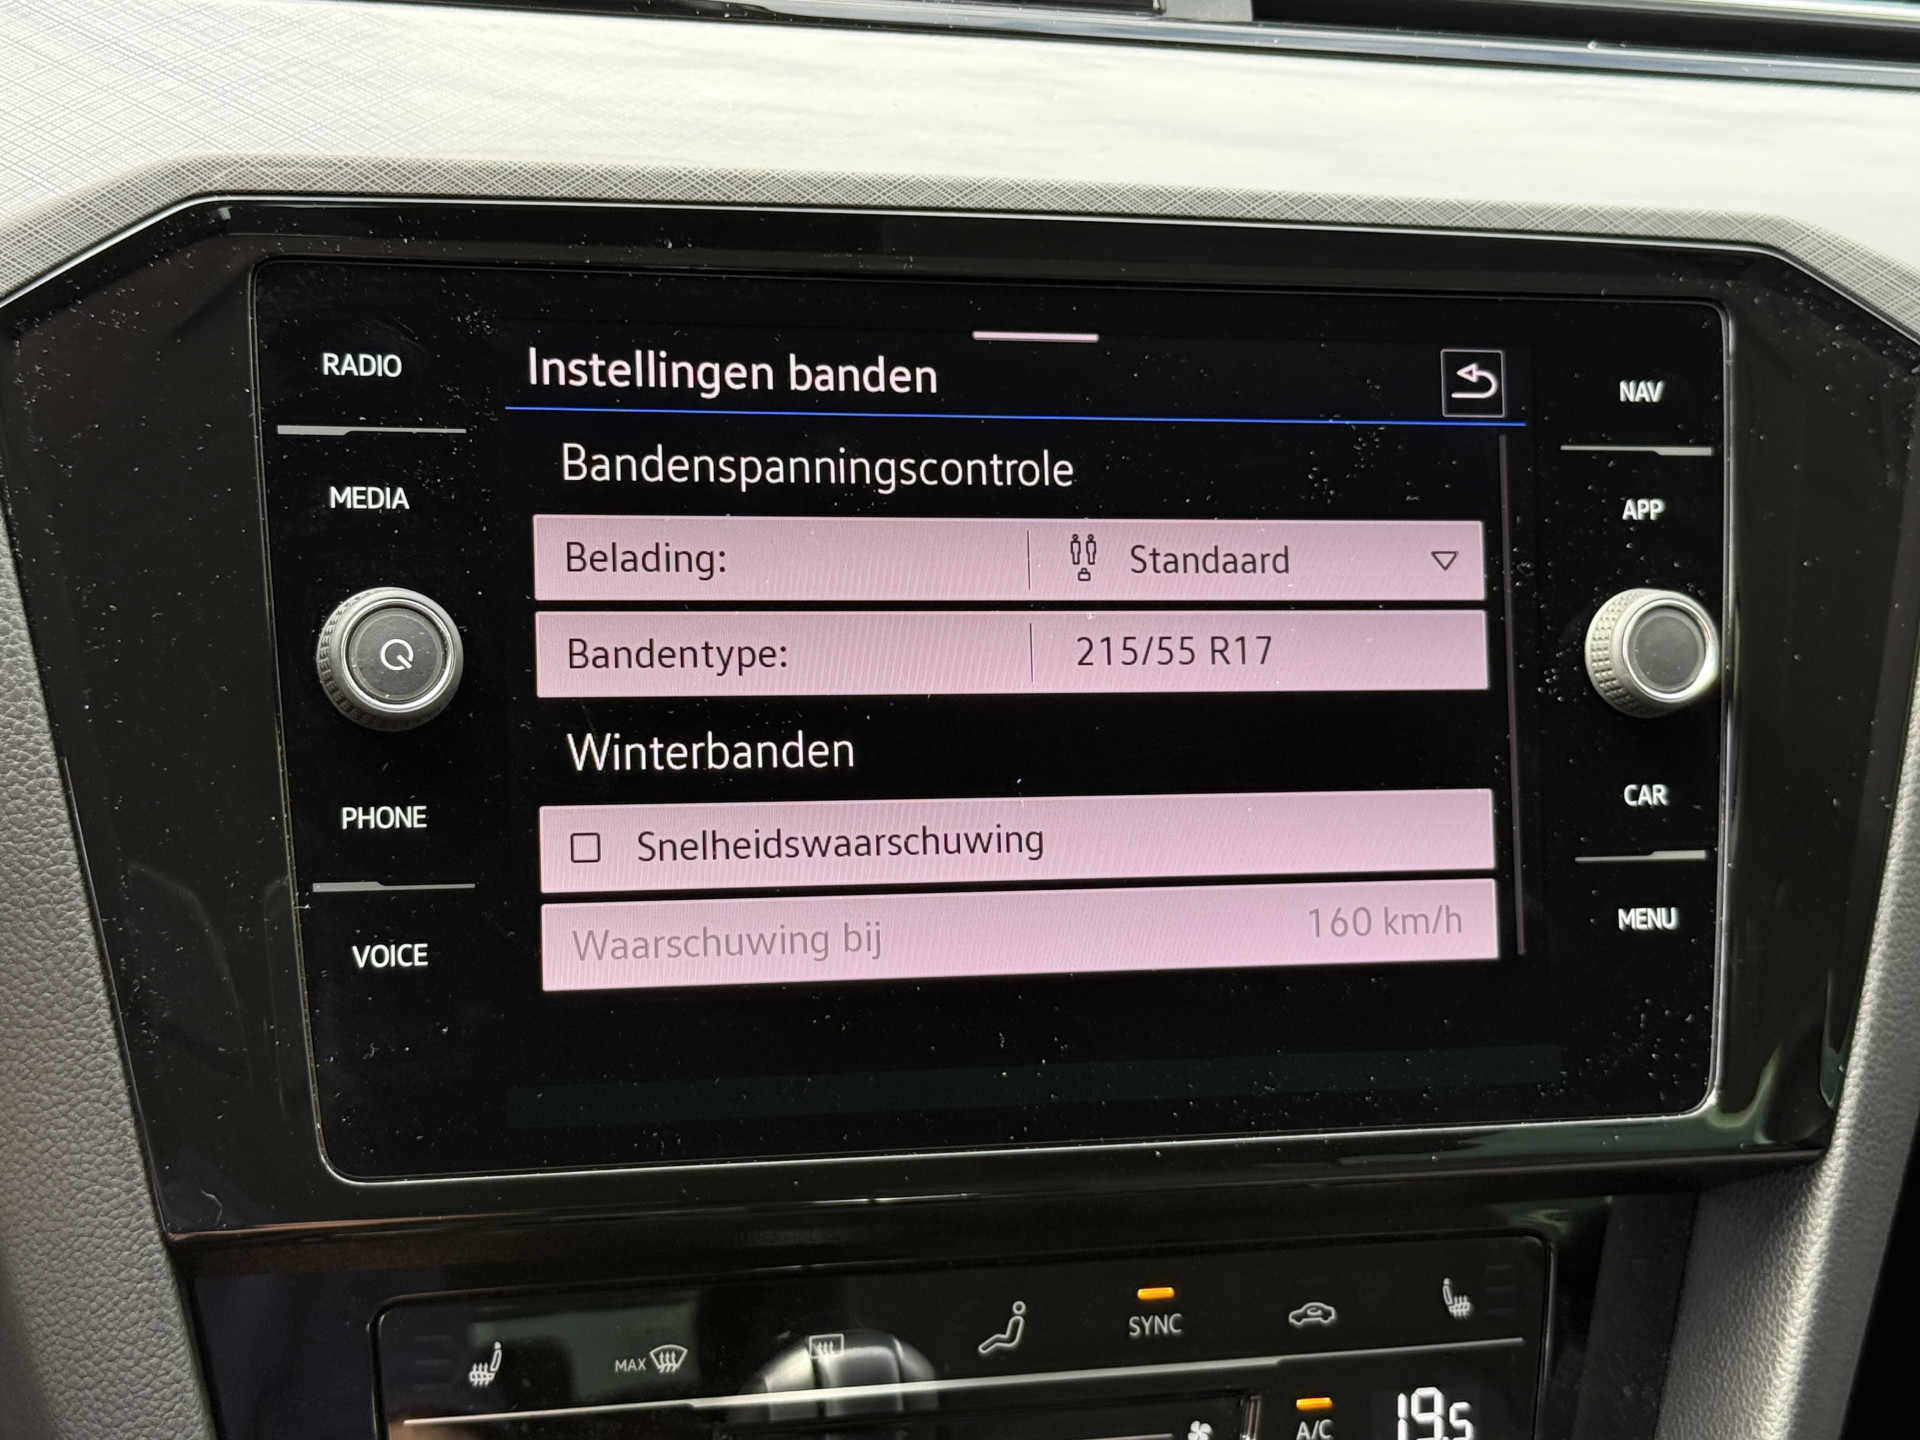 RADIO
MEDIA
PHONE
VOICE
Instellingen banden
Bandenspanningscontrole
Belading: Standaard
Bandentype: 215/55 R17
Winterbanden
Snelheidswaarschuwing
Waarschuwing bij 160 km/h
NAV
APP
CAR
MENU
MAX
SYNC
A/C 19.5